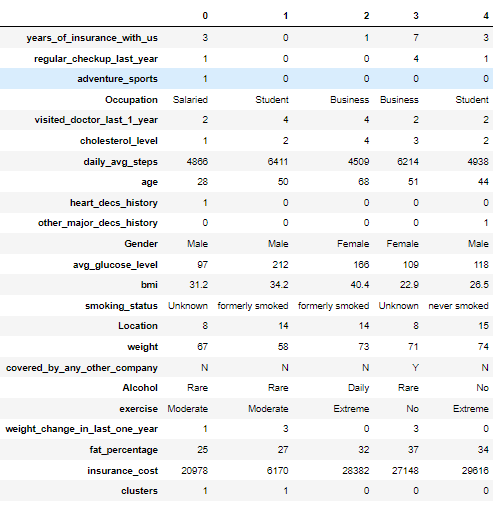 0 1 2 3 4
years_of_insurance_with_us 3 0 1 7 3
regular_checkup_last_year 1 0 0 4 1
adventure_sports 1 0 0 0 0
Occupation Salaried Student Business Business Student
visited_doctor_last_1_year 2 4 4 2 2
cholesterol_level 1 2 4 3 2
daily_avg_steps 4866 6411 4509 6214 4938
age 28 50 68 51 44
heart_decs_history 1 0 0 0 0
other_major_decs_history 0 0 0 0 1
Gender Male Male Female Female Male
avg_glucose_level 97 212 166 109 118
bmi 31.2 34.2 40.4 22.9 26.5
smoking_status Unknown formerly smoked formerly smoked Unknown never smoked
Location 8 14 14 8 15
weight 67 58 73 71 74
covered_by_any_other_company N N N Y N
Alcohol Rare Rare Daily Rare No
exercise Moderate Moderate Extreme No Extreme
weight_change_in_last_one_year 1 3 0 3 0
fat_percentage 25 27 32 37 34
insurance_cost 20978 6170 28382 27148 29616
clusters 1 1 0 0 0